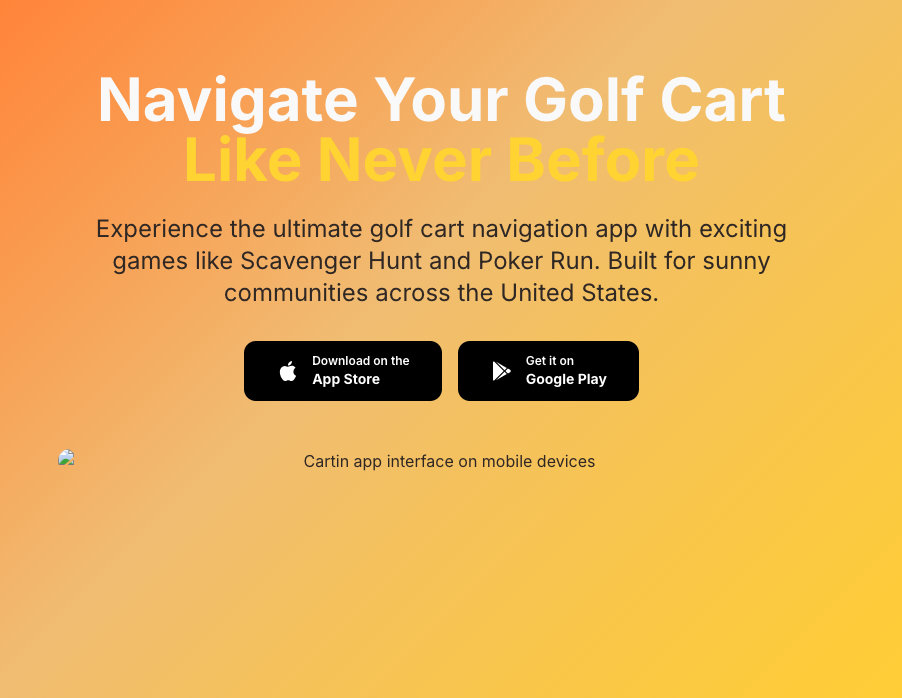 Navigate Your Golf Cart
Like Never Before
Experience the ultimate golf cart navigation app with exciting
games like Scavenger Hunt and Poker Run. Built for sunny
communities across the United States.
Download on the
App Store
Get it on
Google Play
Cartin app interface on mobile devices